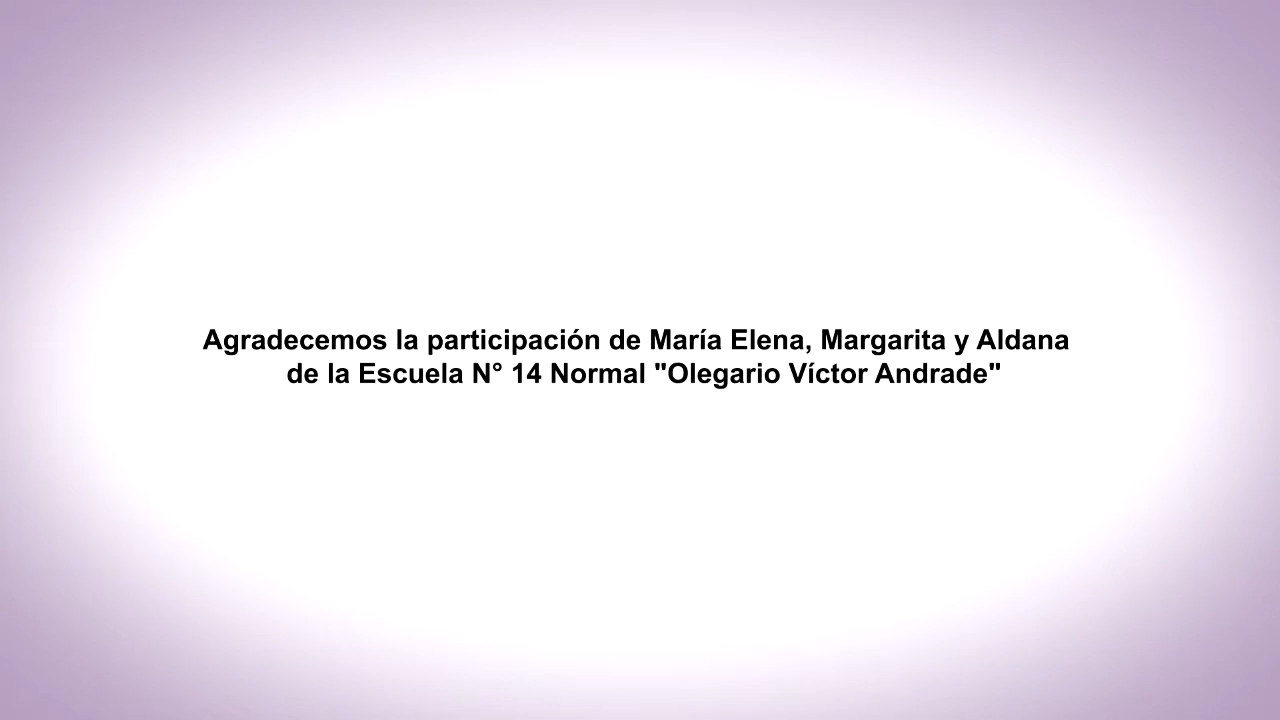 Agradecemos la participación de María Elena, Margarita y Aldana
de la Escuela N° 14 Normal "Olegario Víctor Andrade"